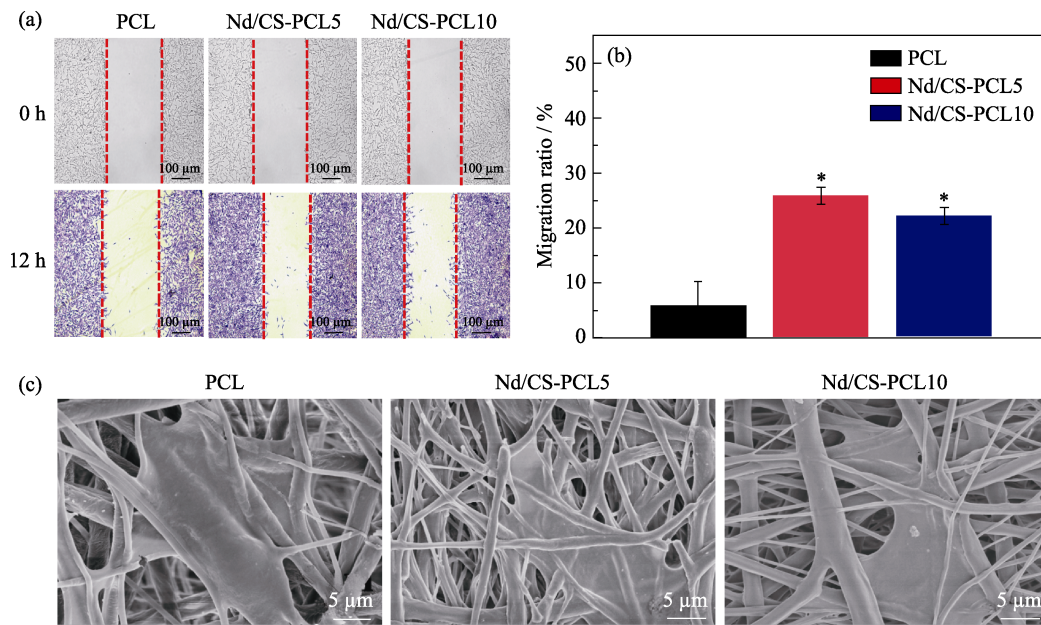 (a)
PCL
Nd/CS-PCL5
Nd/CS-PCL10
0 h
100 μm
100 μm
100 μm
12 h
100 μm
100 μm
100 μm
(b)
PCL
Nd/CS-PCL5
Nd/CS-PCL10
Migration ratio / %
50
40
30
20
10
0
*
*
(c)
PCL
Nd/CS-PCL5
Nd/CS-PCL10
5 μm
5 μm
5 μm